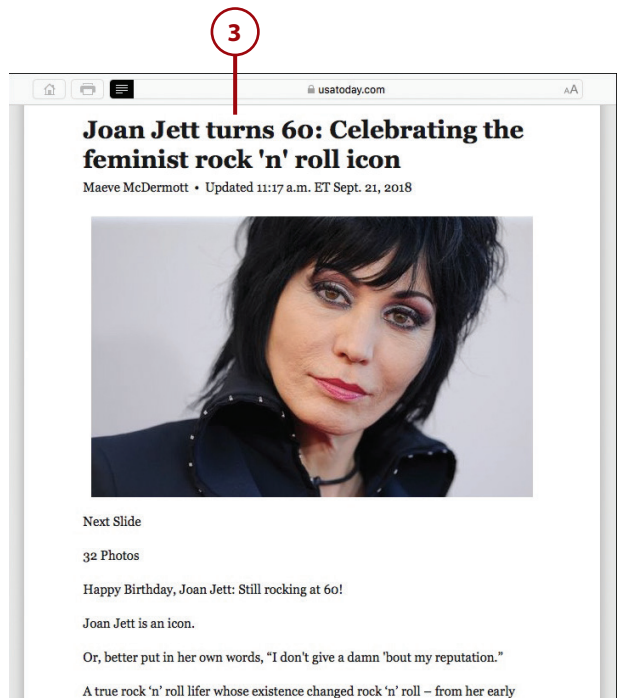 3
usatoday.com
AA
Joan Jett turns 60: Celebrating the
feminist rock 'n' roll icon
Maeve McDermott • Updated 11:17 a.m. ET Sept. 21, 2018
Next Slide
32 Photos
Happy Birthday, Joan Jett: Still rocking at 60!
Joan Jett is an icon.
Or, better put in her own words, “I don't give a damn 'bout my reputation.”
A true rock ‘n’ roll lifer whose existence changed rock ‘n’ roll – from her early